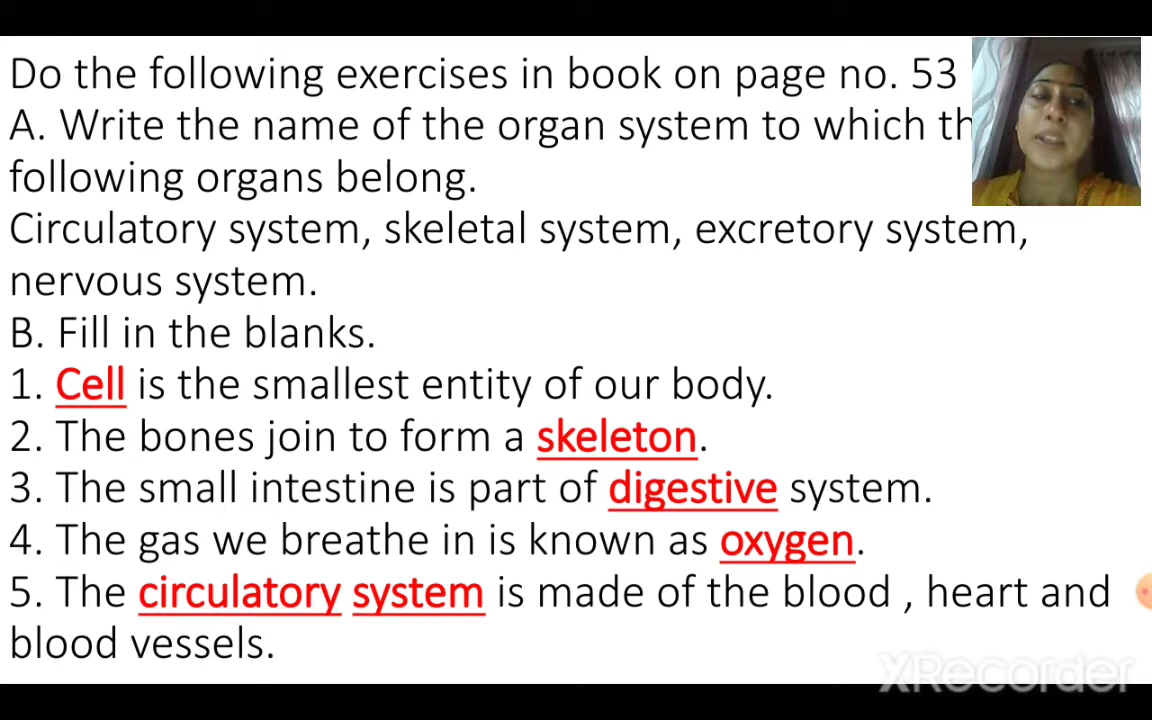 Do the following exercises in book on page no. 53
A. Write the name of the organ system to which th
following organs belong.
Circulatory system, skeletal system, excretory system,
nervous system.
B. Fill in the blanks.
1. Cell is the smallest entity of our body.
2. The bones join to form a skeleton.
3. The small intestine is part of digestive system.
4. The gas we breathe in is known as oxygen.
5. The circulatory system is made of the blood , heart and
blood vessels.
XRecorder